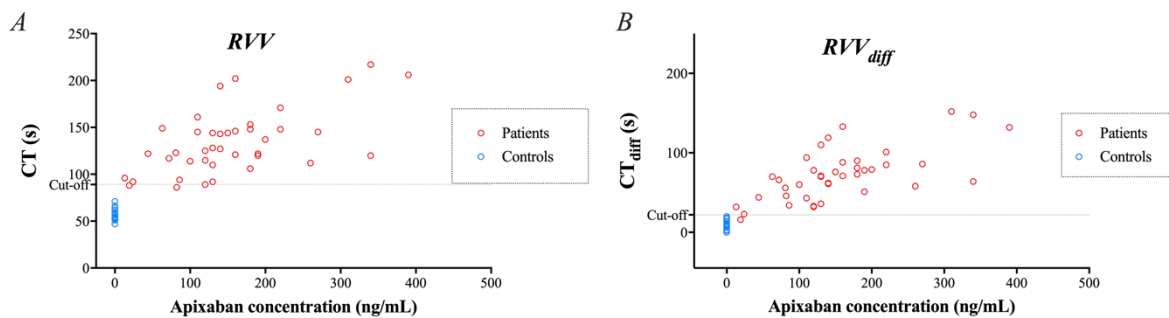 A
RVV
CT (s)
250
200
150
100
Cut-off
50
0
0 100 200 300 400 500
Apixaban concentration (ng/mL)
Patients
Controls
B
RVVdiff
CTdiff (s)
200
100
Cut-off
0
0 100 200 300 400 500
Apixaban concentration (ng/mL)
Patients
Controls